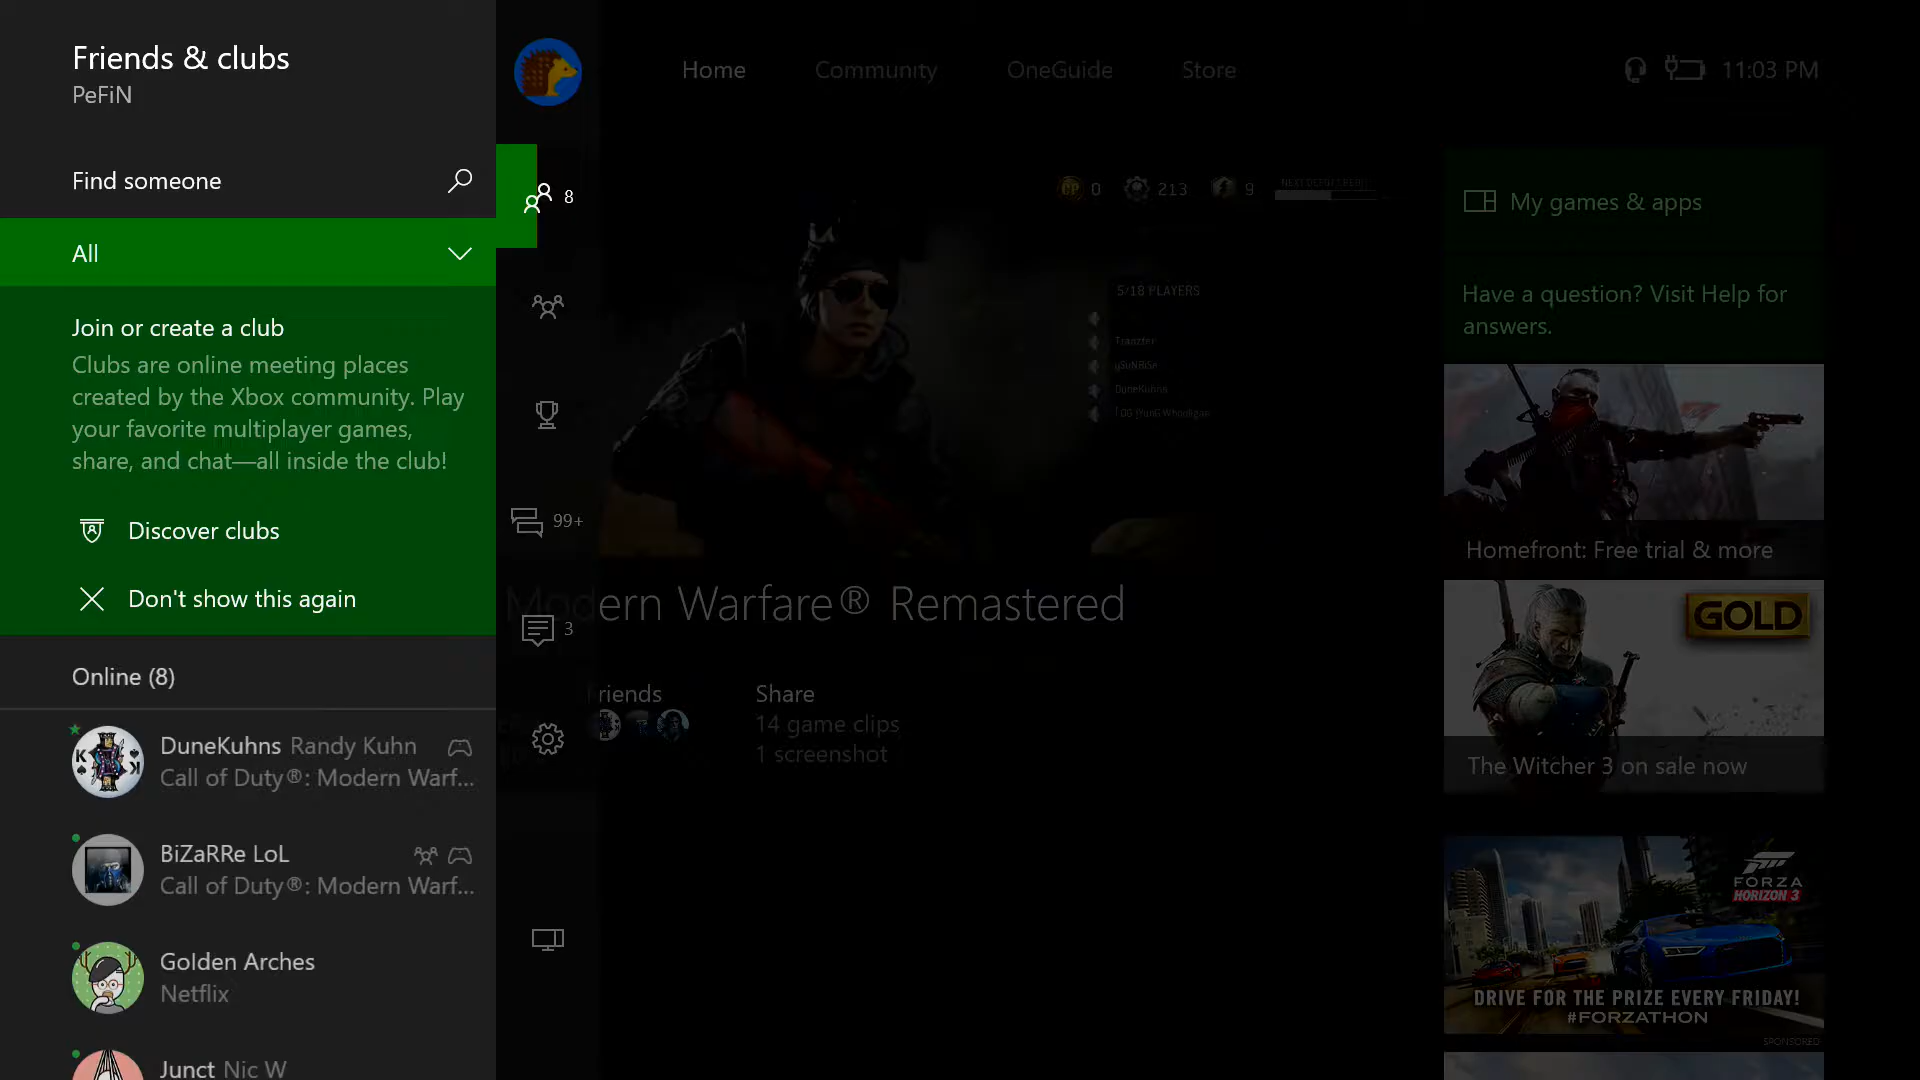 Friends & clubs
PeFiN
Find someone
All
Join or create a club
Clubs are online meeting places
created by the Xbox community. Play
your favorite multiplayer games,
share, and chat—all inside the club!
Discover clubs
Don't show this again
Online (8)
DuneKuhns Randy Kuhn
Call of Duty®: Modern Warf...
BiZaRRe LoL
Call of Duty®: Modern Warf...
Golden Arches
Netflix
Junct Nic W
8
99+
3
Home
Community
OneGuide
Store
11:03 PM
0
213
9
5/18 PLAYERS
Tranzfer
ySuNRiSe
DuneKuhns
Modern Warfare® Remastered
riends
Share
14 game clips
1 screenshot
My games & apps
Have a question? Visit Help for
answers.
Homefront: Free trial & more
GOLD
The Witcher 3 on sale now
FORZA
HORIZON 3
DRIVE FOR THE PRIZE EVERY FRIDAY!
#FORZATHON
SPONSORED